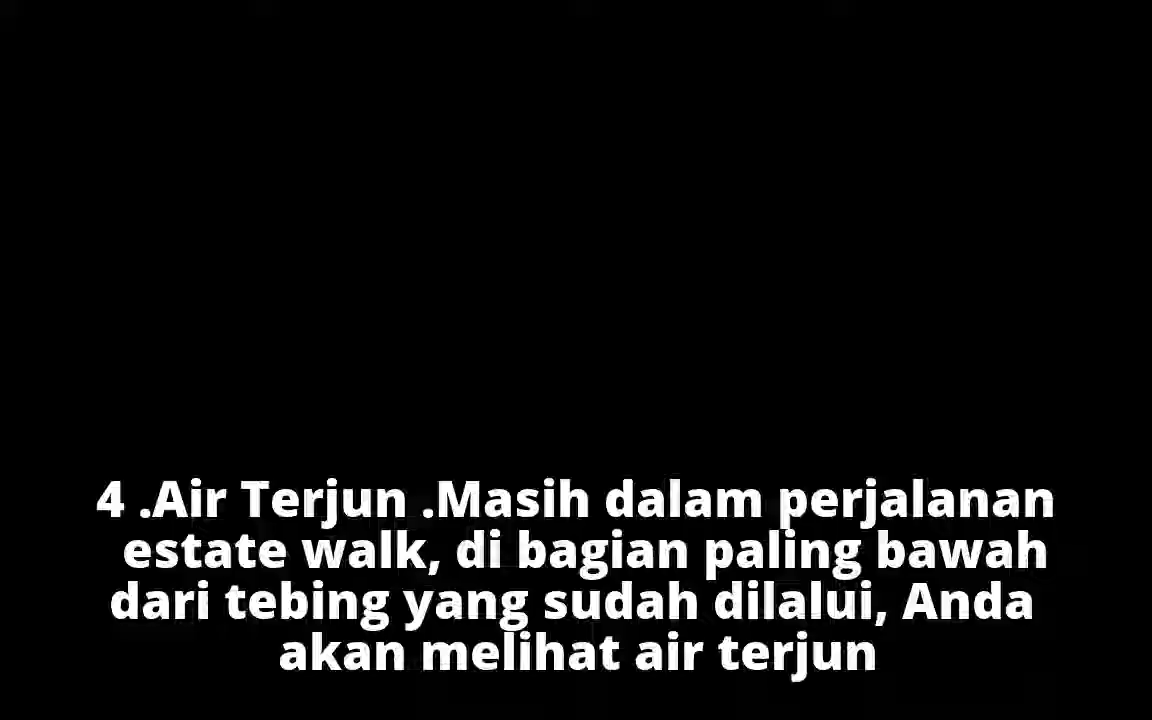 4 .Air Terjun .Masih dalam perjalanan
estate walk, di bagian paling bawah
dari tebing yang sudah dilalui, Anda
akan melihat air terjun